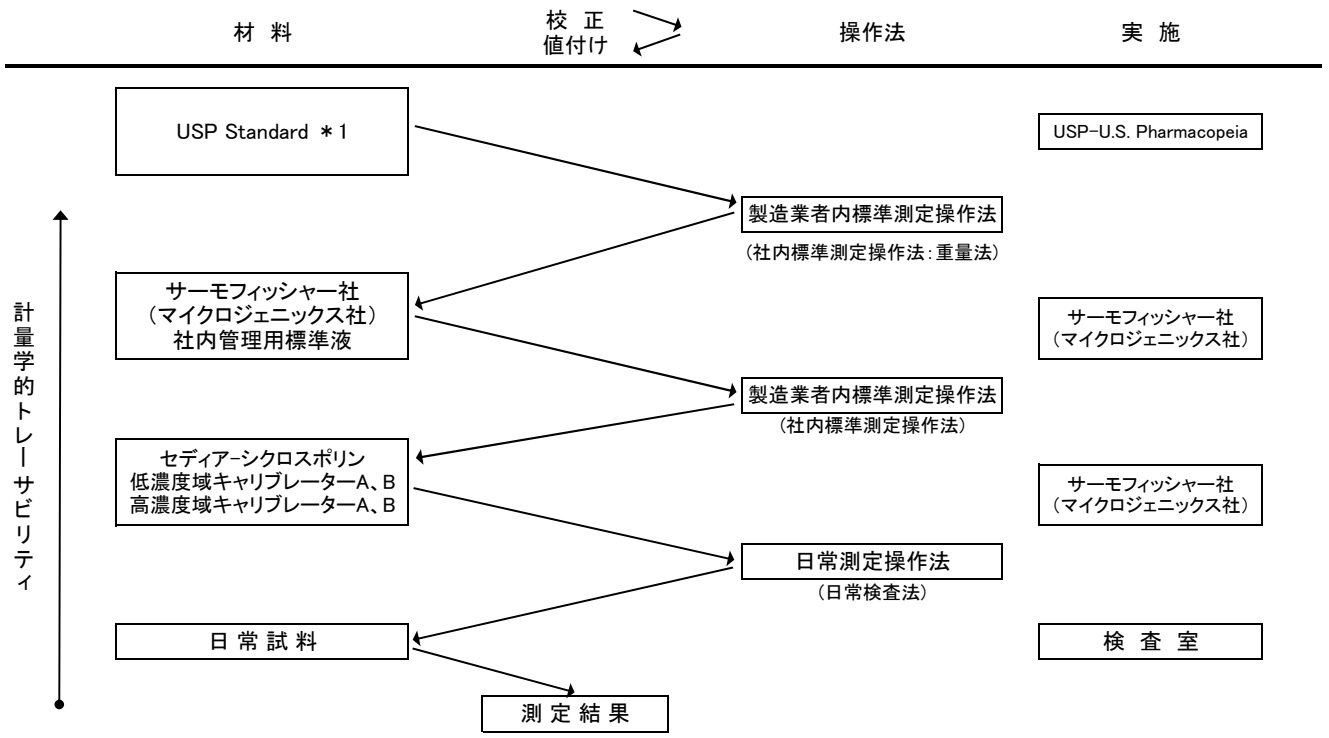 材 料
校 正
値付け
操作法
実 施
USP Standard ＊1
USP-U.S. Pharmacopeia
製造業者内標準測定操作法
(社内標準測定操作法：重量法)
サーモフィッシャー社
（マイクロジェニックス社）
社内管理用標準液
サーモフィッシャー社
（マイクロジェニックス社）
製造業者内標準測定操作法
(社内標準測定操作法)
セディアｰシクロスポリン
低濃度域キャリブレーターA、B
高濃度域キャリブレーターA、B
サーモフィッシャー社
（マイクロジェニックス社）
日常測定操作法
(日常検査法)
日 常 試 料
検 査 室
測 定 結 果
計量学的トレーサビリティ